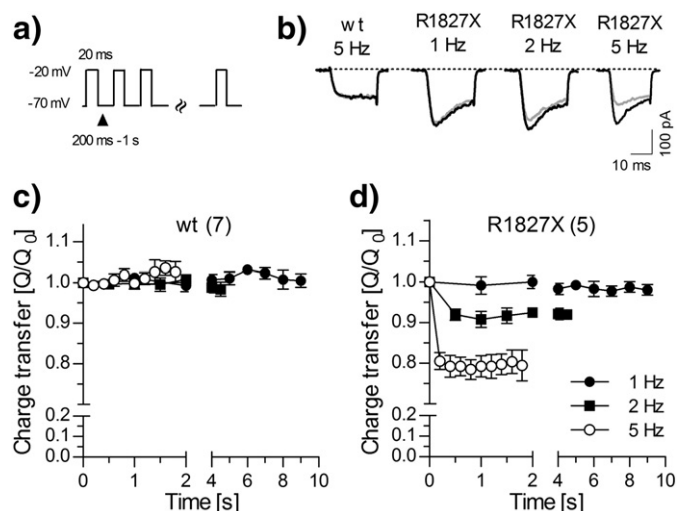 a)
20 ms
-20 mV
-70 mV
200 ms -1 s
b)
wt
5 Hz
R1827X
1 Hz
R1827X
2 Hz
R1827X
5 Hz
100 pA
10 ms
c)
wt (7)
Charge transfer [Q/Q0]
1.1
1.0
0.9
0.8
0.2
0.1
0.0
0 1 2 4 6 8 10
Time [s]
d)
R1827X (5)
Charge transfer [Q/Q0]
1.1
1.0
0.9
0.8
0.2
0.1
0.0
1 Hz
2 Hz
5 Hz
0 1 2 4 6 8 10
Time [s]